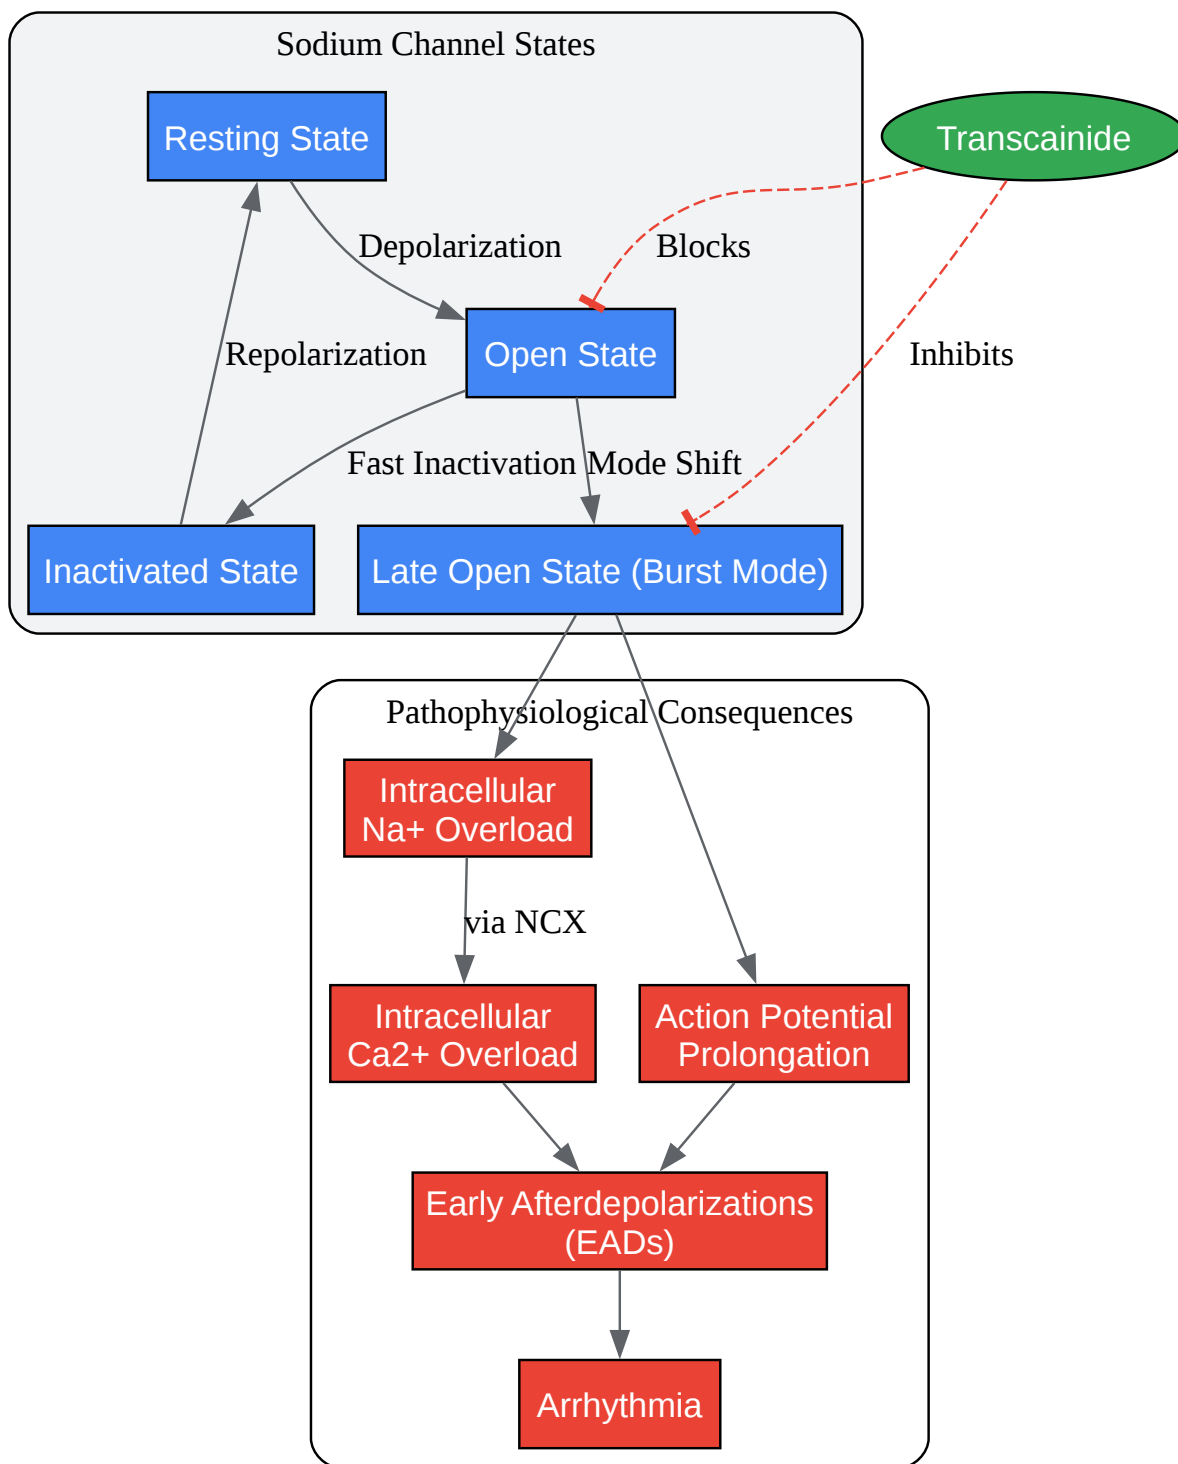 Sodium Channel States
Resting State
Transcainide
Depolarization
Blocks
Open State
Repolarization
Inhibits
Fast Inactivation
Mode Shift
Inactivated State
Late Open State (Burst Mode)
Pathophysiological Consequences
Intracellular
Na+ Overload
via NCX
Intracellular
Ca2+ Overload
Action Potential
Prolongation
Early Afterdepolarizations
(EADs)
Arrhythmia